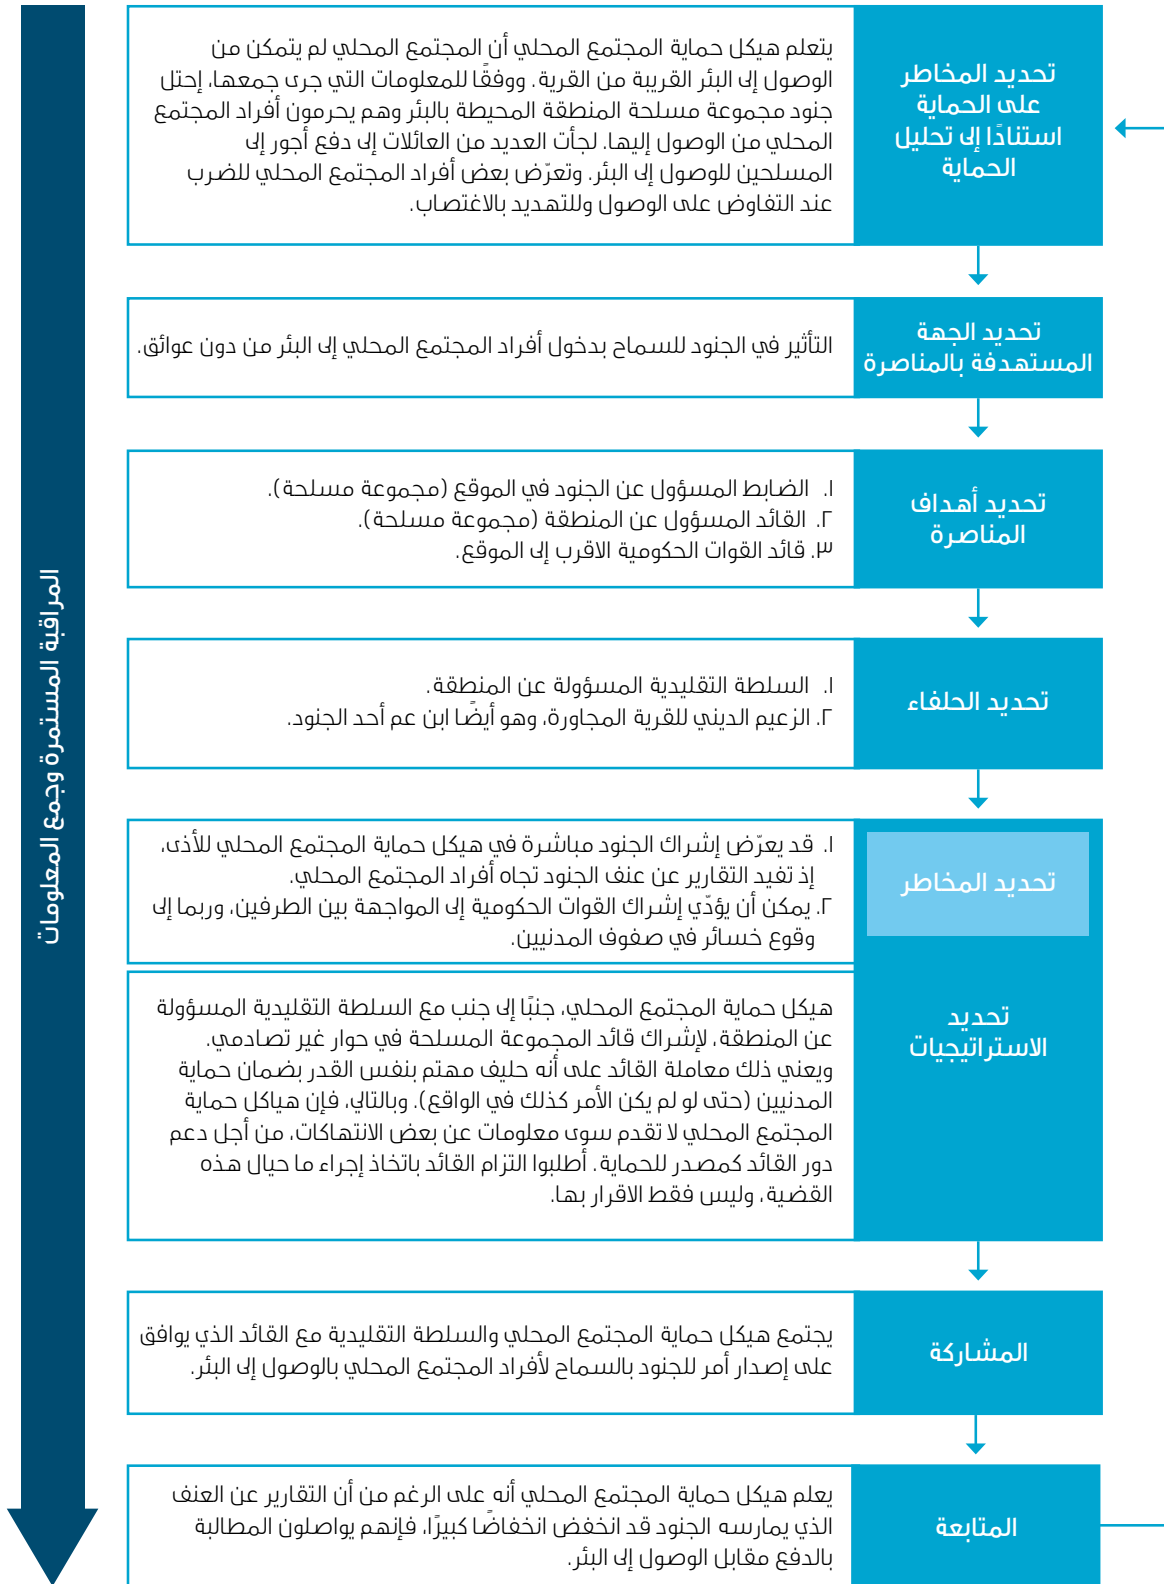 تحديد المخاطر
على الحماية
استنادًا إلى تحليل
الحماية
يتعلم هيكل حماية المجتمع المحلي أن المجتمع المحلي لم يتمكن من
الوصول إلى البئر القريبة من القرية. ووفقًا للمعلومات التي جرى جمعها، إحتل
جنود مجموعة مسلحة المنطقة المحيطة بالبئر وهم يحرمون أفراد المجتمع
المحلي من الوصول إليها. لجأت العديد من العائلات إلى دفع أجور إلى
المسلحين للوصول إلى البئر. وتعرّض بعض أفراد المجتمع المحلي للضرب
عند التفاوض على الوصول وللتهديد بالاغتصاب.
تحديد الجهة
المستهدفة بالمناصرة
التأثير في الجنود للسماح بدخول أفراد المجتمع المحلي إلى البئر من دون عوائق.
تحديد أهداف
المناصرة
١. الضابط المسؤول عن الجنود في الموقع (مجموعة مسلحة).
٢. القائد المسؤول عن المنطقة (مجموعة مسلحة).
٣. قائد القوات الحكومية الاقرب إلى الموقع.
تحديد الحلفاء
١. السلطة التقليدية المسؤولة عن المنطقة.
٢. الزعيم الديني للقرية المجاورة، وهو أيضًا ابن عم أحد الجنود.
تحديد المخاطر
١. قد يعرّض إشراك الجنود مباشرة في هيكل حماية المجتمع المحلي للأذى،
إذ تفيد التقارير عن عنف الجنود تجاه أفراد المجتمع المحلي.
٢. يمكن أن يؤدّي إشراك القوات الحكومية إلى المواجهة بين الطرفين، وربما إلى
وقوع خسائر في صفوف المدنيين.
تحديد
الاستراتيجيات
هيكل حماية المجتمع المحلي، جنبًا إلى جنب مع السلطة التقليدية المسؤولة
عن المنطقة، لإشراك قائد المجموعة المسلحة في حوار غير تصادمي.
ويعني ذلك معاملة القائد على أنه حليف مهتم بنفس القدر بضمان حماية
المدنيين (حتى لو لم يكن الأمر كذلك في الواقع). وبالتالي، فإن هياكل حماية
المجتمع المحلي لا تقدم سوى معلومات عن بعض الانتهاكات، من أجل دعم
دور القائد كمصدر للحماية. أطلبوا التزام القائد باتخاذ إجراء ما حيال هذه
القضية، وليس فقط الاقرار بها.
المشاركة
يجتمع هيكل حماية المجتمع المحلي والسلطة التقليدية مع القائد الذي يوافق
على إصدار أمر للجنود بالسماح لأفراد المجتمع المحلي بالوصول إلى البئر.
المتابعة
يعلم هيكل حماية المجتمع المحلي أنه على الرغم من أن التقارير عن العنف
الذي يمارسه الجنود قد انخفض انخفاضًا كبيرًا، فإنهم يواصلون المطالبة
بالدفع مقابل الوصول إلى البئر.
المراقبة المستمرة وجمع المعلومات